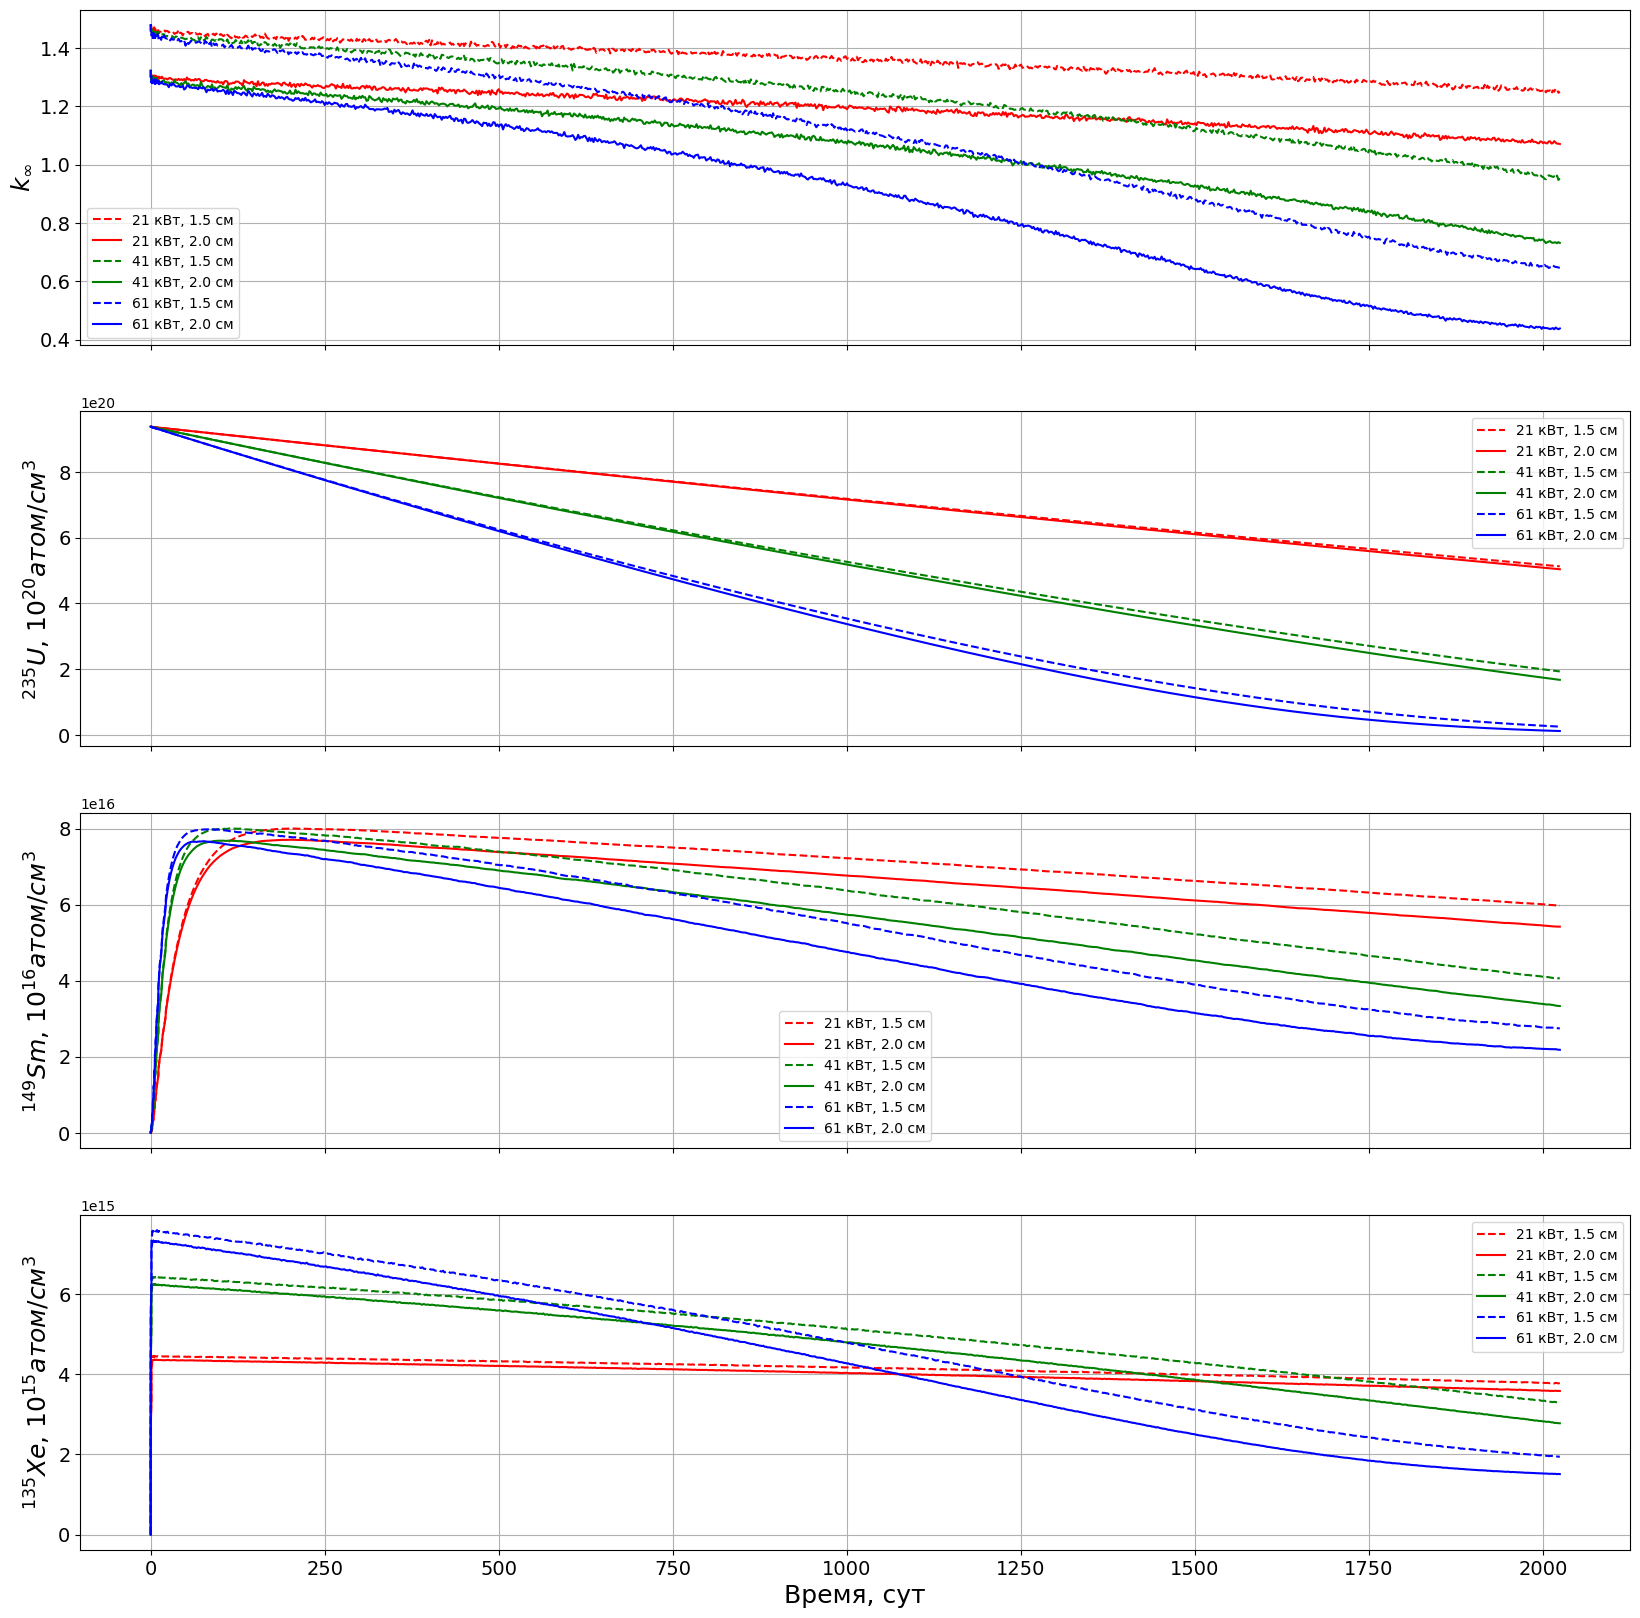 1.4
1.2
1.0
0.8
0.6
0.4
k∞
21 кВт, 1.5 см
21 кВт, 2.0 см
41 кВт, 1.5 см
41 кВт, 2.0 см
61 кВт, 1.5 см
61 кВт, 2.0 см
1e20
8
6
4
2
0
²³⁵U, 10²⁰атом/см³
21 кВт, 1.5 см
21 кВт, 2.0 см
41 кВт, 1.5 см
41 кВт, 2.0 см
61 кВт, 1.5 см
61 кВт, 2.0 см
1e16
8
6
4
2
0
¹⁴⁹Sm, 10¹⁶атом/см³
21 кВт, 1.5 см
21 кВт, 2.0 см
41 кВт, 1.5 см
41 кВт, 2.0 см
61 кВт, 1.5 см
61 кВт, 2.0 см
1e15
6
4
2
0
¹³⁵Xe, 10¹⁵атом/см³
21 кВт, 1.5 см
21 кВт, 2.0 см
41 кВт, 1.5 см
41 кВт, 2.0 см
61 кВт, 1.5 см
61 кВт, 2.0 см
0 250 500 750 1000 1250 1500 1750 2000
Время, сут